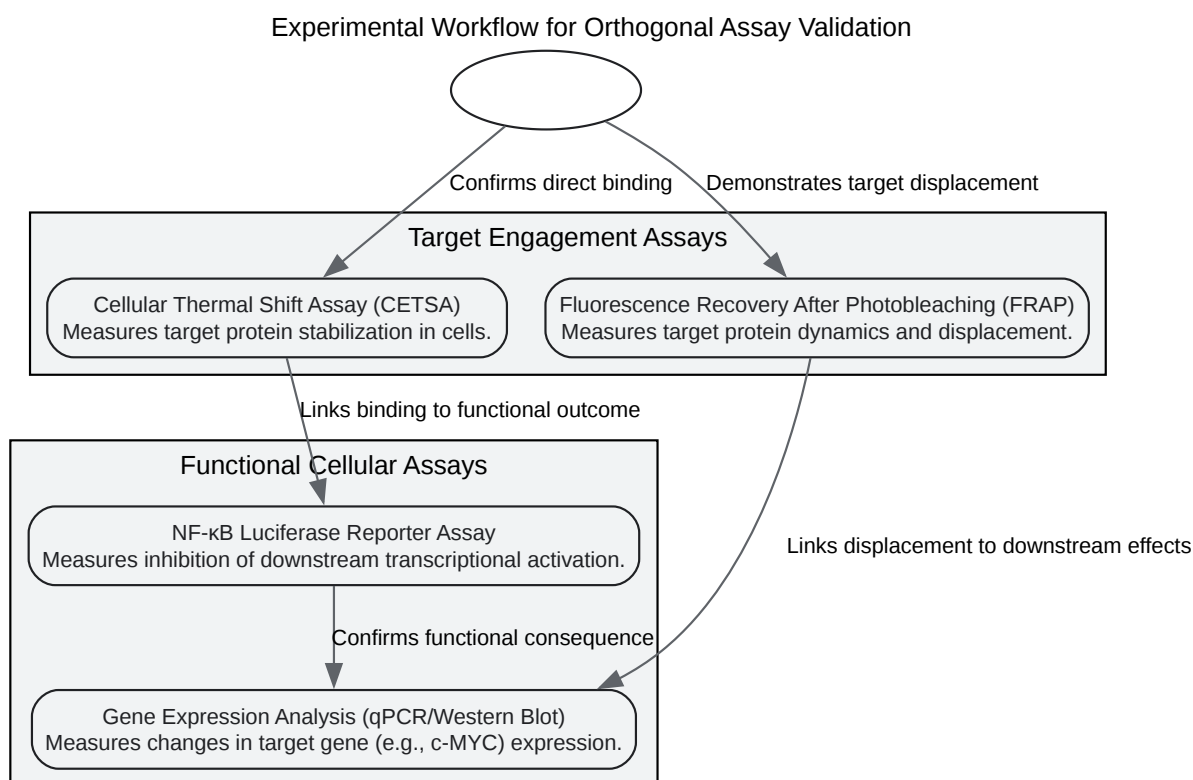 Experimental Workflow for Orthogonal Assay Validation
Confirms direct binding
Demonstrates target displacement
Target Engagement Assays
Cellular Thermal Shift Assay (CETSA)
Measures target protein stabilization in cells.
Fluorescence Recovery After Photobleaching (FRAP)
Measures target protein dynamics and displacement.
Links binding to functional outcome
Functional Cellular Assays
NF-κB Luciferase Reporter Assay
Measures inhibition of downstream transcriptional activation.
Links displacement to downstream effects
Confirms functional consequence
Gene Expression Analysis (qPCR/Western Blot)
Measures changes in target gene (e.g., c-MYC) expression.